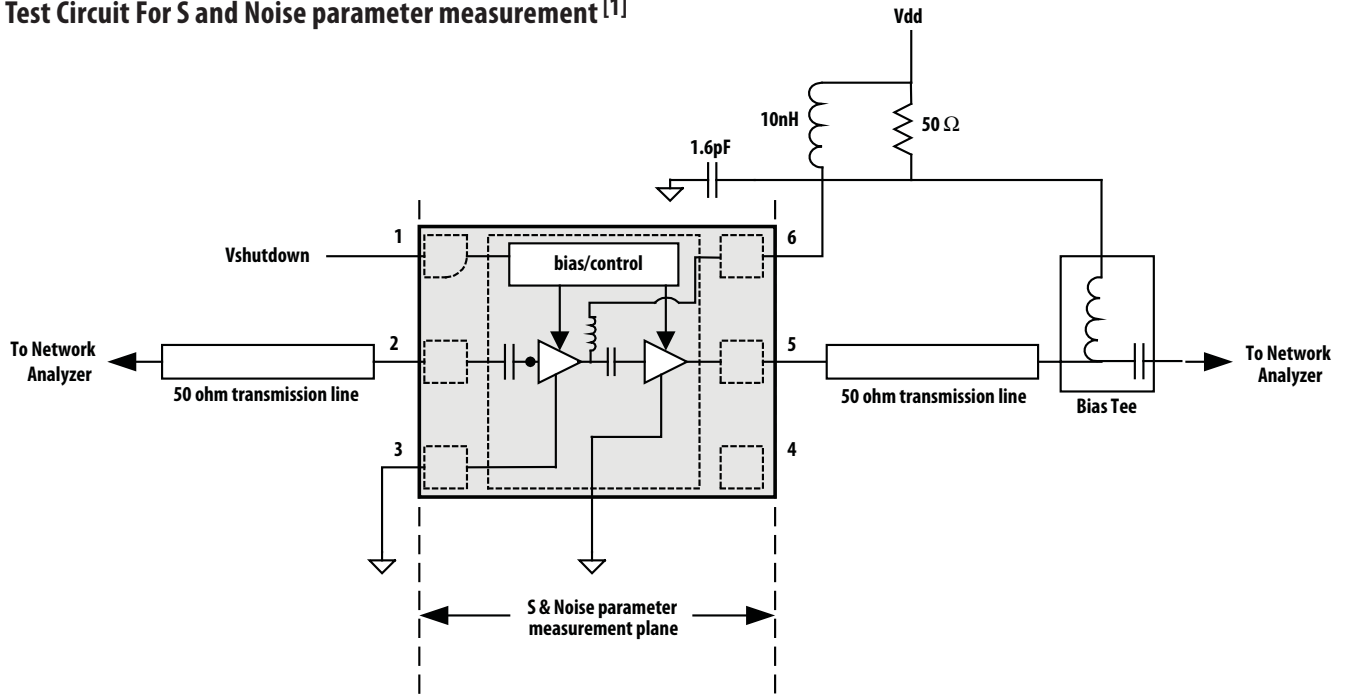 Test Circuit For S and Noise parameter measurement [1]
Vdd
10nH
50 Ω
1.6pF
1
6
Vshutdown
bias/control
To Network
Analyzer
2
5
50 ohm transmission line
50 ohm transmission line
To Network
Analyzer
Bias Tee
3
4
S & Noise parameter
measurement plane